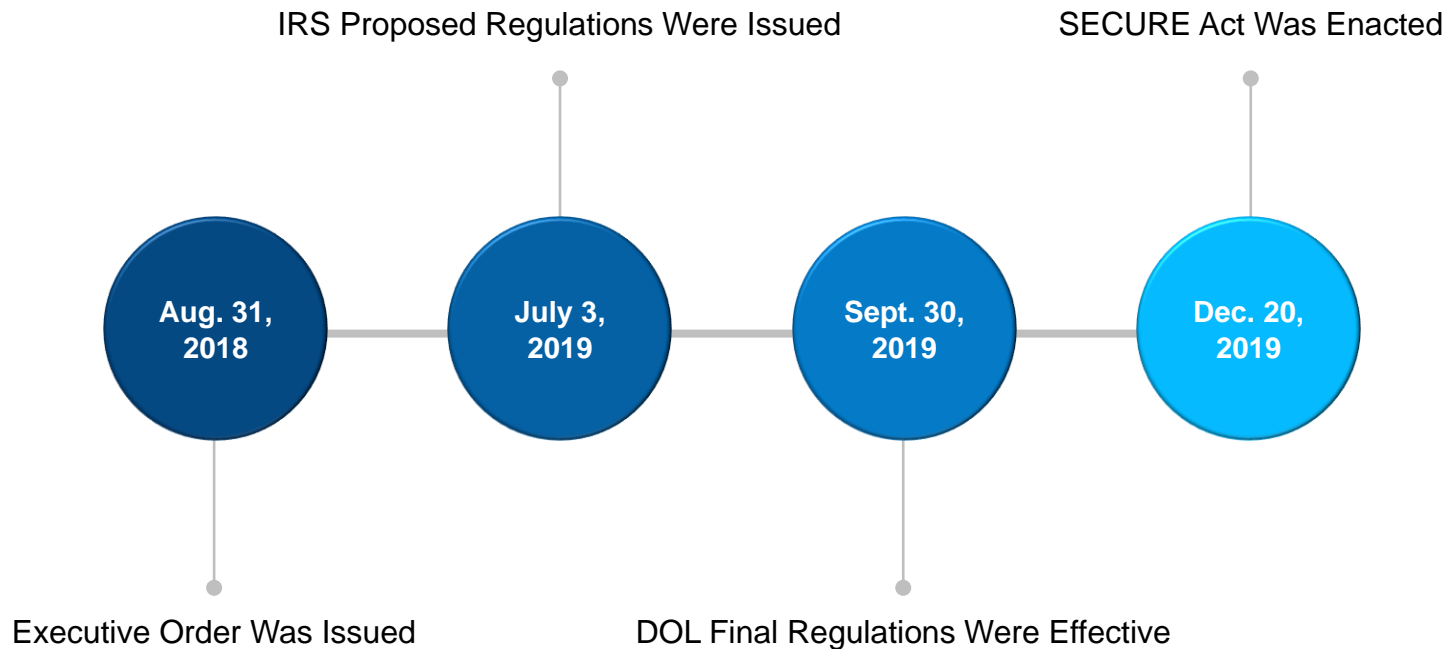 IRS Proposed Regulations Were Issued
SECURE Act Was Enacted
Aug. 31,
2018
July 3,
2019
Sept. 30,
2019
Dec. 20,
2019
Executive Order Was Issued
DOL Final Regulations Were Effective